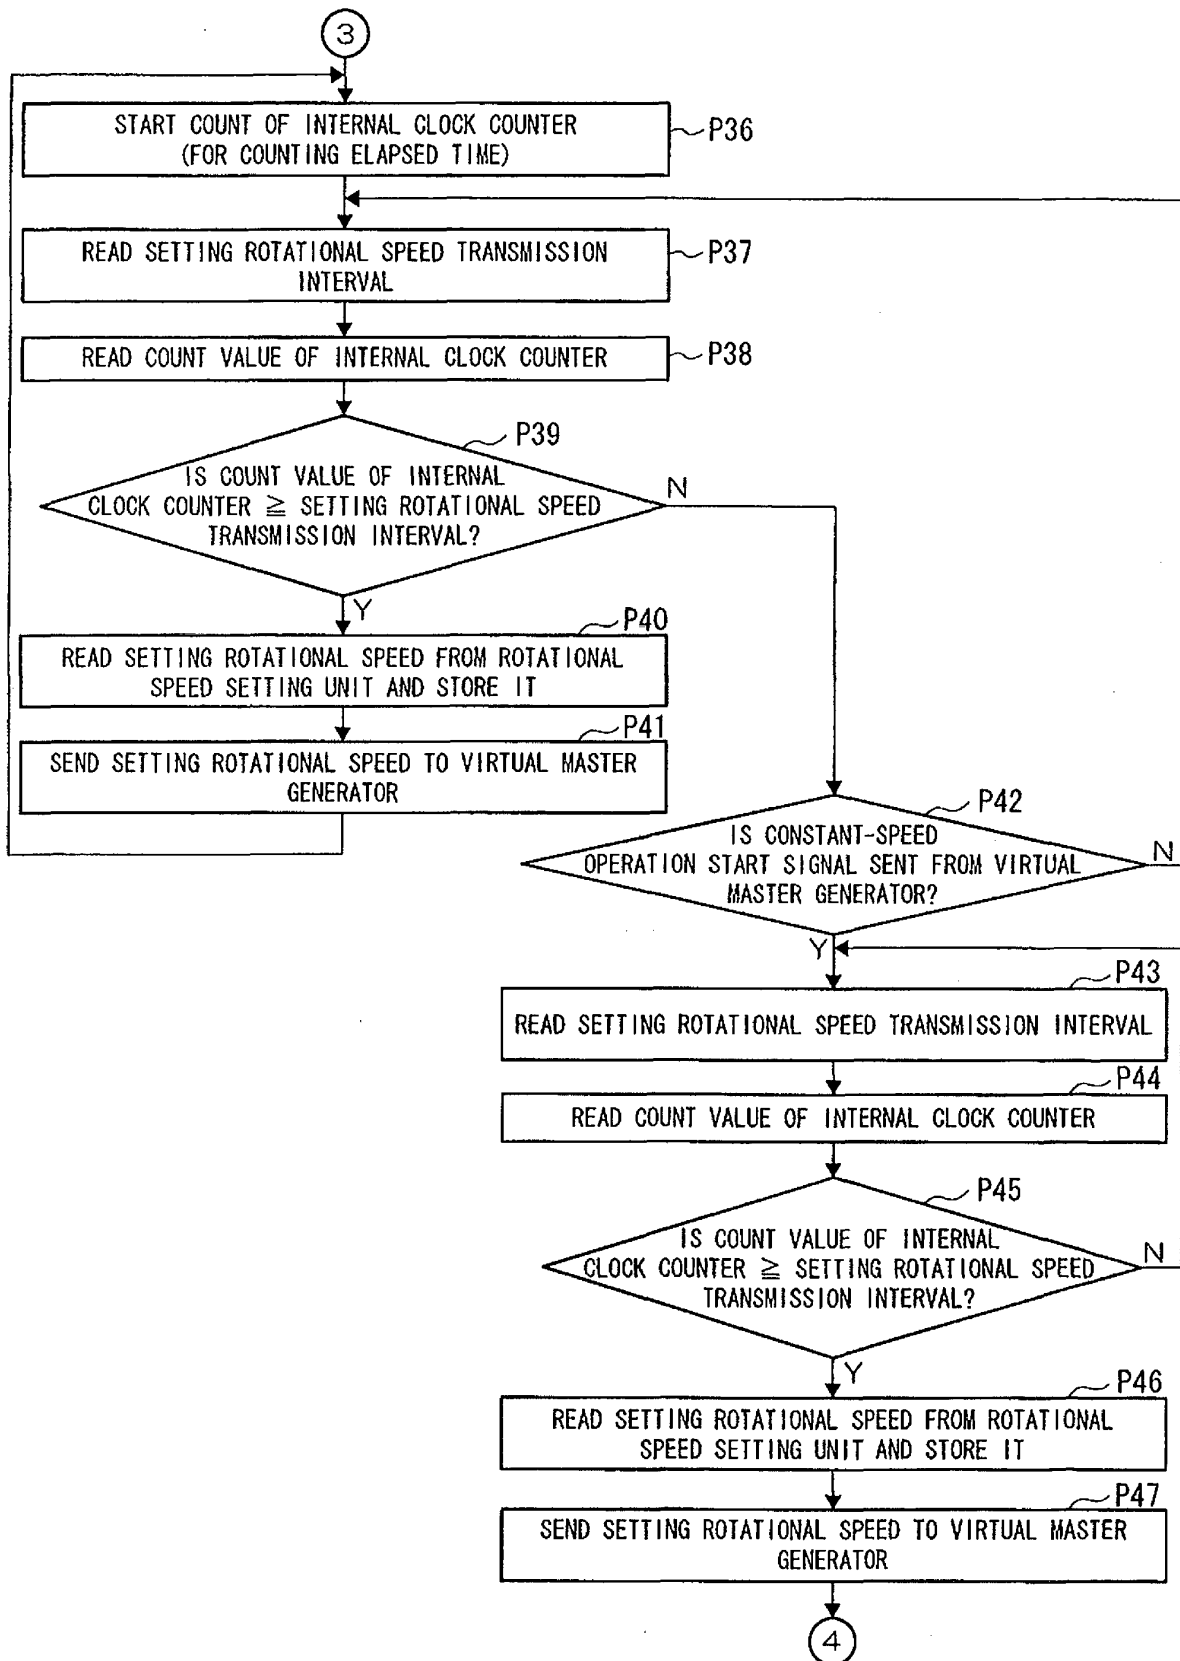 3
START COUNT OF INTERNAL CLOCK COUNTER
(FOR COUNTING ELAPSED TIME)
P36
READ SETTING ROTATIONAL SPEED TRANSMISSION
INTERVAL
P37
READ COUNT VALUE OF INTERNAL CLOCK COUNTER
P38
P39
IS COUNT VALUE OF INTERNAL
CLOCK COUNTER ≧ SETTING ROTATIONAL SPEED
TRANSMISSION INTERVAL?
N
Y
P40
READ SETTING ROTATIONAL SPEED FROM ROTATIONAL
SPEED SETTING UNIT AND STORE IT
P41
SEND SETTING ROTATIONAL SPEED TO VIRTUAL MASTER
GENERATOR
P42
IS CONSTANT-SPEED
OPERATION START SIGNAL SENT FROM VIRTUAL
MASTER GENERATOR?
N
Y
P43
READ SETTING ROTATIONAL SPEED TRANSMISSION INTERVAL
P44
READ COUNT VALUE OF INTERNAL CLOCK COUNTER
P45
IS COUNT VALUE OF INTERNAL
CLOCK COUNTER ≧ SETTING ROTATIONAL SPEED
TRANSMISSION INTERVAL?
N
Y
P46
READ SETTING ROTATIONAL SPEED FROM ROTATIONAL
SPEED SETTING UNIT AND STORE IT
P47
SEND SETTING ROTATIONAL SPEED TO VIRTUAL MASTER
GENERATOR
4